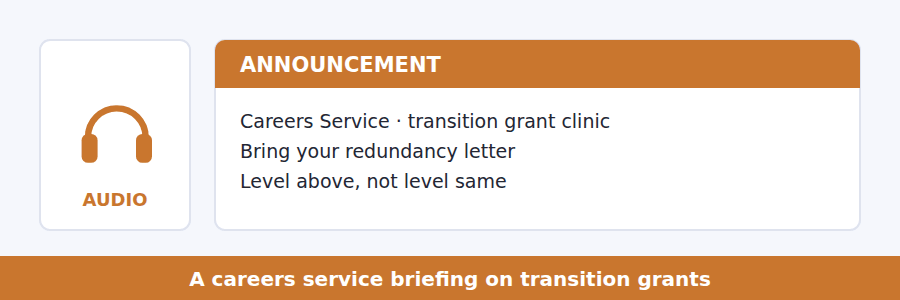 AUDIO
ANNOUNCEMENT
Careers Service · transition grant clinic
Bring your redundancy letter
Level above, not level same
A careers service briefing on transition grants